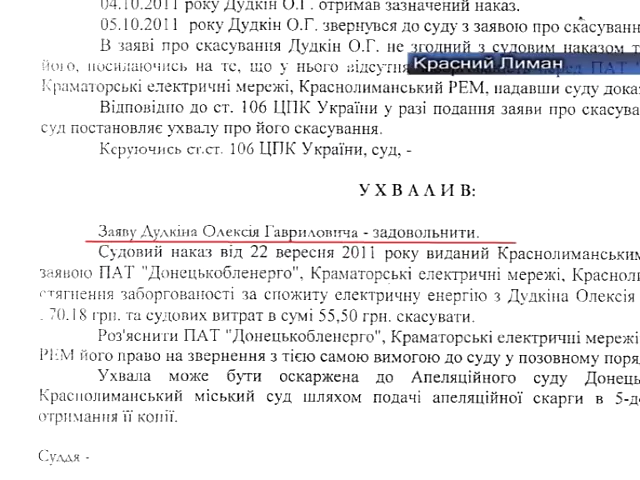 04.10.2011 року Дудкін О.Г. отримав зазначений наказ.
05.10.2011 року Дудкін О.Г. звернувся до суду з заявою про скасуванн
В заяві про скасування Дудкін О.Г. не згодний з судовим наказом т
його, посилаючись на те, що у нього відсутня
Красний Лиман
Краматорські електричні мережі, Краснолиманський РЕМ, надавши суду дока
Відповідно до ст. 106 ЦПК України у разі подання заяви про скасува
суд постановляє ухвалу про його скасування.
Керуючись ст.ст. 106 ЦПК України, суд, -
УХВАЛИВ:
Заяву Дудкіна Олексія Гавриловича - задовольнити.
Судовий наказ від 22 вересня 2011 року виданий Краснолиманським
заявою ПАТ "Донецькобленерго", Краматорські електричні мережі, Краснол
стягнення заборгованості за спожиту електричну енергію з Дудкіна Олексія
.70.18 грн. та судових витрат в сумі 55,50 грн. скасувати.
Роз'яснити ПАТ "Донецькобленерго", Краматорські електричні мережі
РЕМ його право на звернення з тією самою вимогою до суду у позовному поряд
Ухвала може бути оскаржена до Апеляційного суду Донець
Краснолиманський міський суд шляхом подачі апеляційної скарги в 5-де
отримання її копії.
Суддя -